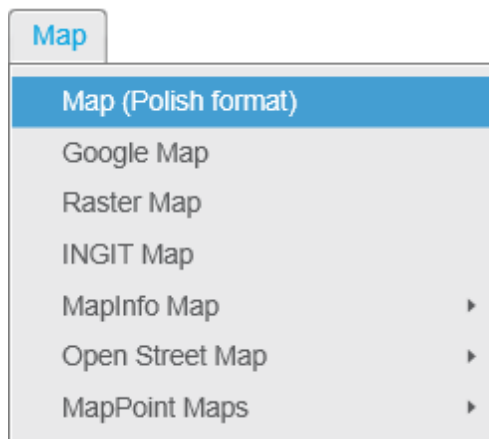 Map
Map (Polish format)
Google Map
Raster Map
INGIT Map
MapInfo Map
Open Street Map
MapPoint Maps